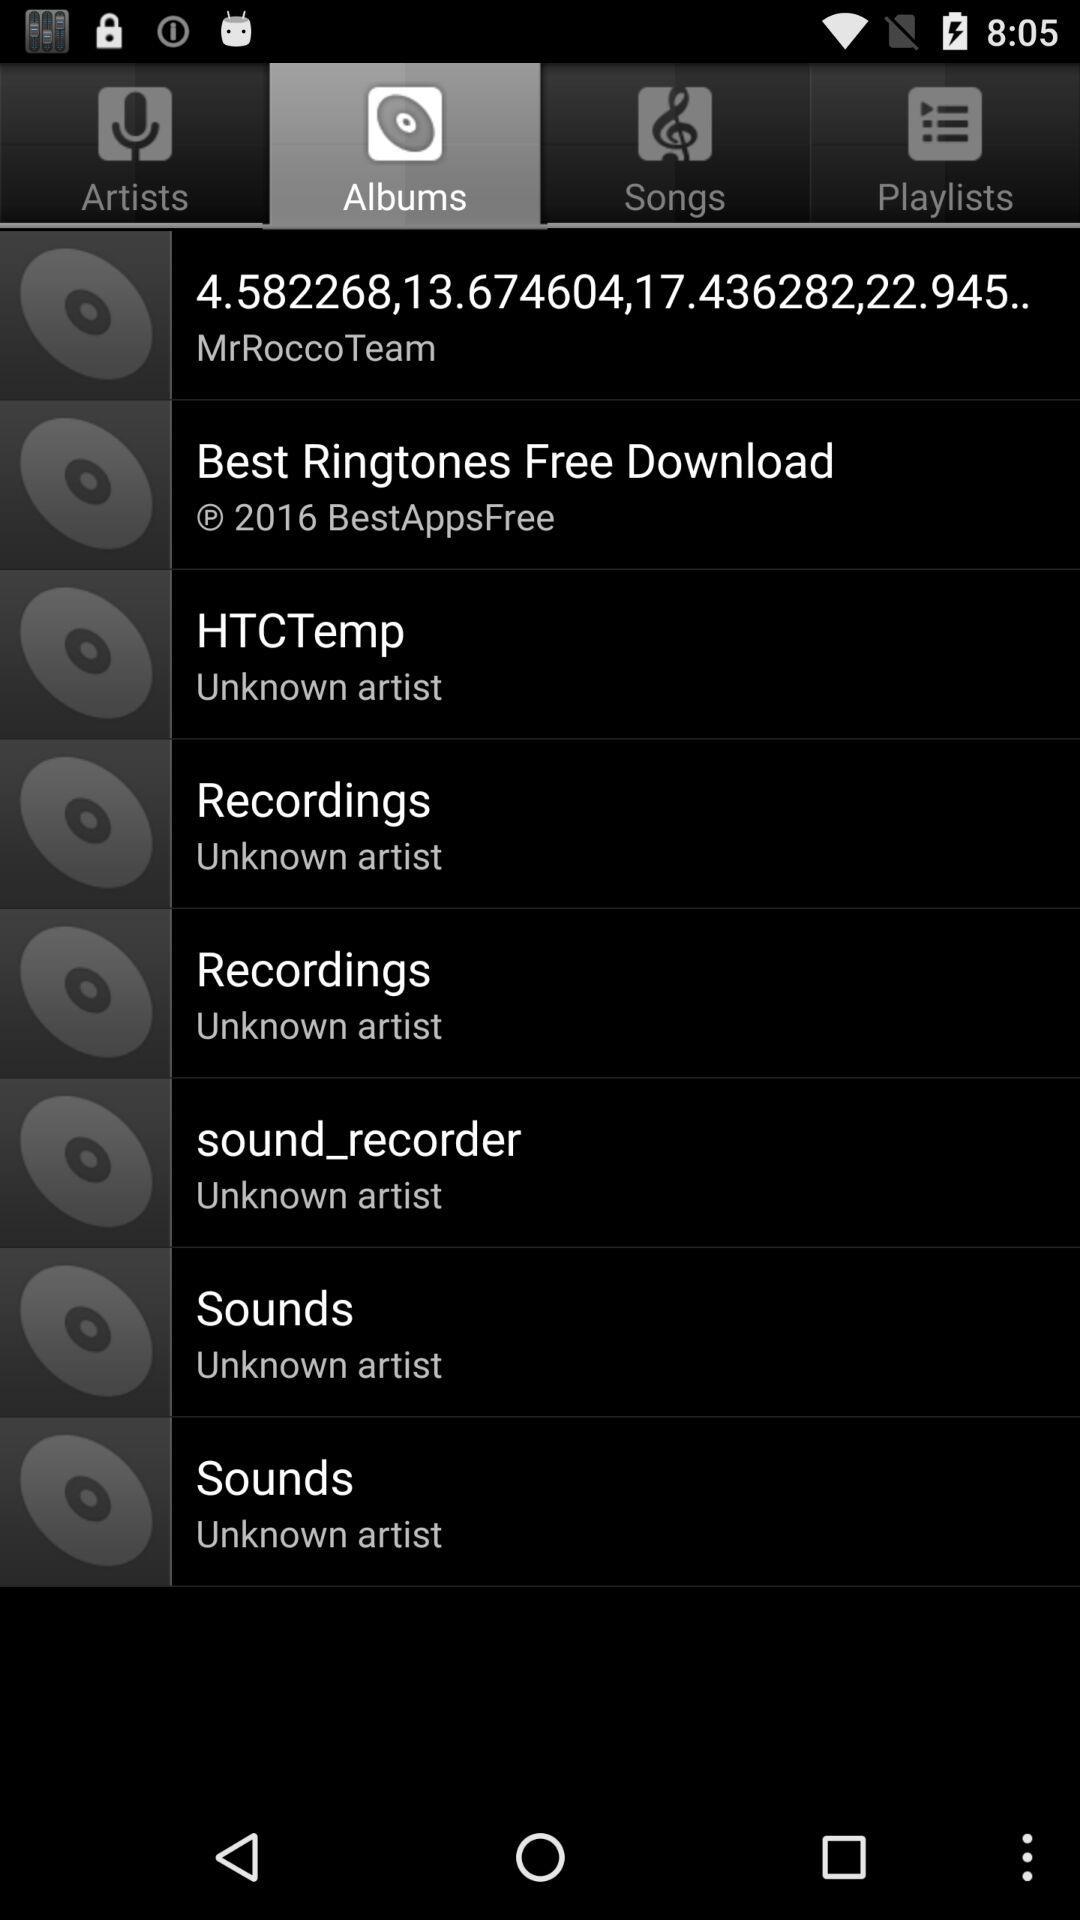 8:05
Artists Albums Songs Playlists
4.582268,13.674604,17.436282,22.945..
MrRoccoTeam
Best Ringtones Free Download
℗ 2016 BestAppsFree
HTCTemp
Unknown artist
Recordings
Unknown artist
Recordings
Unknown artist
sound_recorder
Unknown artist
Sounds
Unknown artist
Sounds
Unknown artist